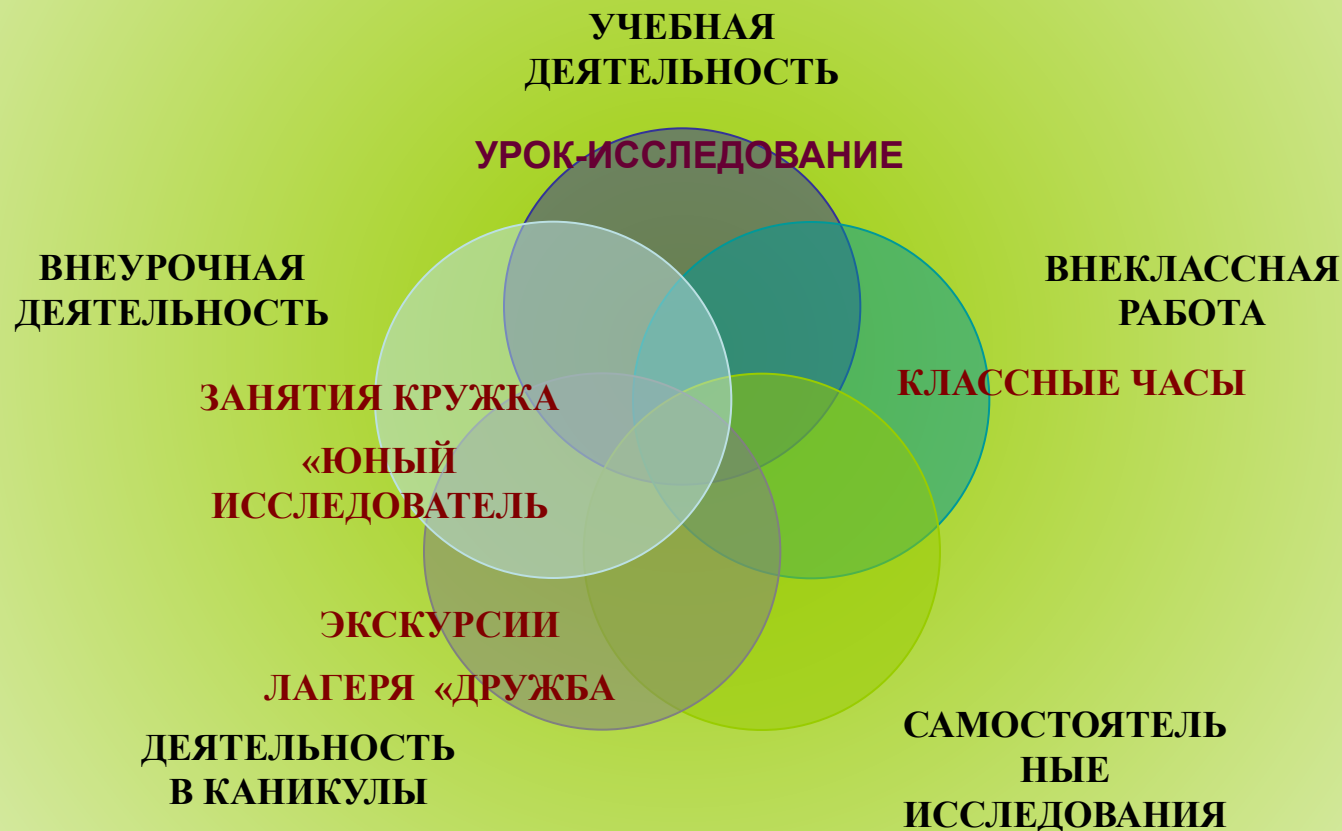 УЧЕБНАЯ
ДЕЯТЕЛЬНОСТЬ
УРОК-ИССЛЕДОВАНИЕ
ВНЕУРОЧНАЯ
ДЕЯТЕЛЬНОСТЬ
ВНЕКЛАССНАЯ
РАБОТА
ЗАНЯТИЯ КРУЖКА
«ЮНЫЙ
ИССЛЕДОВАТЕЛЬ
КЛАССНЫЕ ЧАСЫ
ЭКСКУРСИИ
ЛАГЕРЯ «ДРУЖБА
ДЕЯТЕЛЬНОСТЬ
В КАНИКУЛЫ
САМОСТОЯТЕЛЬ
НЫЕ
ИССЛЕДОВАНИЯ